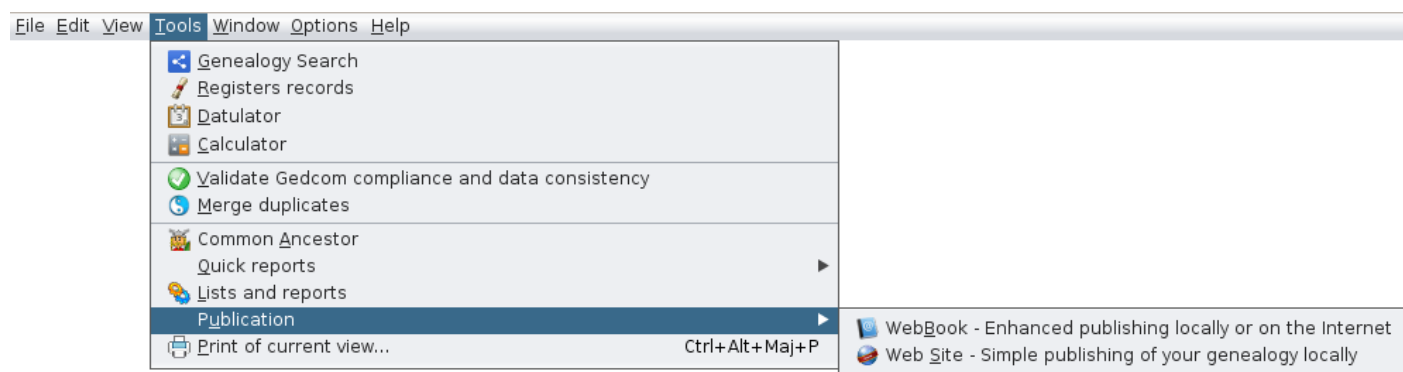 File Edit View Tools Window Options Help
Genealogy Search
Registers records
Datulator
Calculator
Validate Gedcom compliance and data consistency
Merge duplicates
Common Ancestor
Quick reports
Lists and reports
Publication
Print of current view... Ctrl+Alt+Maj+P
WebBook - Enhanced publishing locally or on the Internet
Web Site - Simple publishing of your genealogy locally